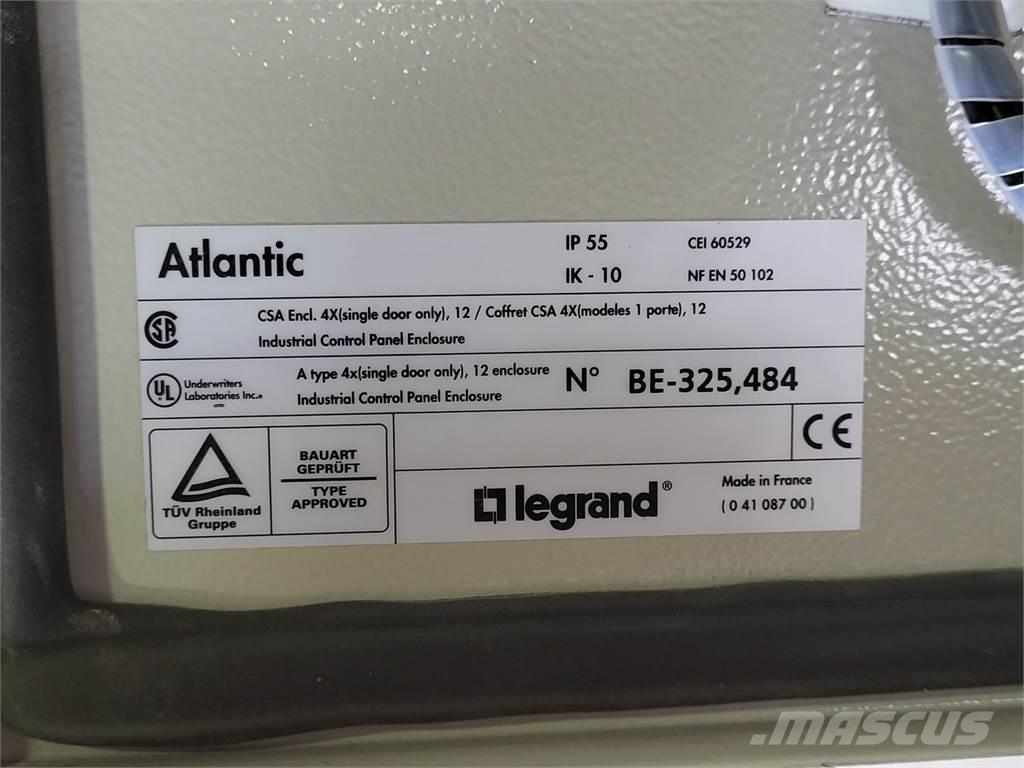 Atlantic
IP 55 CEI 60529
IK - 10 NF EN 50 102
CSA Encl. 4X(single door only), 12 / Coffret CSA 4X(modeles 1 porte), 12
Industrial Control Panel Enclosure
UL
Underwriters
Laboratories Inc.®
A type 4x(single door only), 12 enclosure
Industrial Control Panel Enclosure
N° BE-325,484
TÜV Rheinland
Gruppe
BAUART
GEPRÜFT
TYPE
APPROVED
CE
legrand®
Made in France
( 0 41 087 00 )
MASCUS